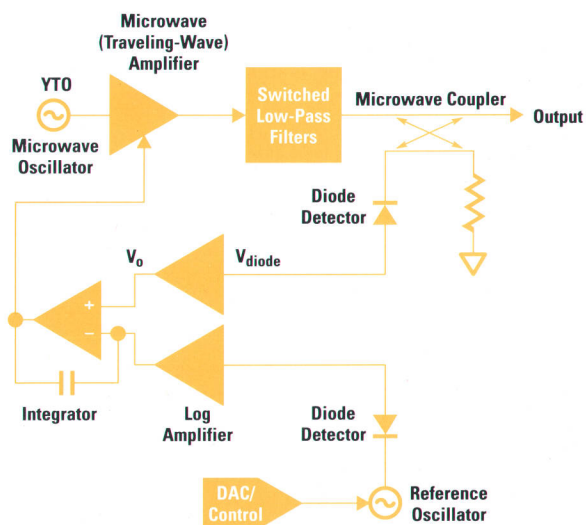 Microwave
(Traveling-Wave)
Amplifier
YTO
Microwave
Oscillator
Switched
Low-Pass
Filters
Microwave Coupler
Output
Diode
Detector
Vo
Vdiode
+
−
Integrator
Log
Amplifier
Diode
Detector
DAC/
Control
Reference
Oscillator